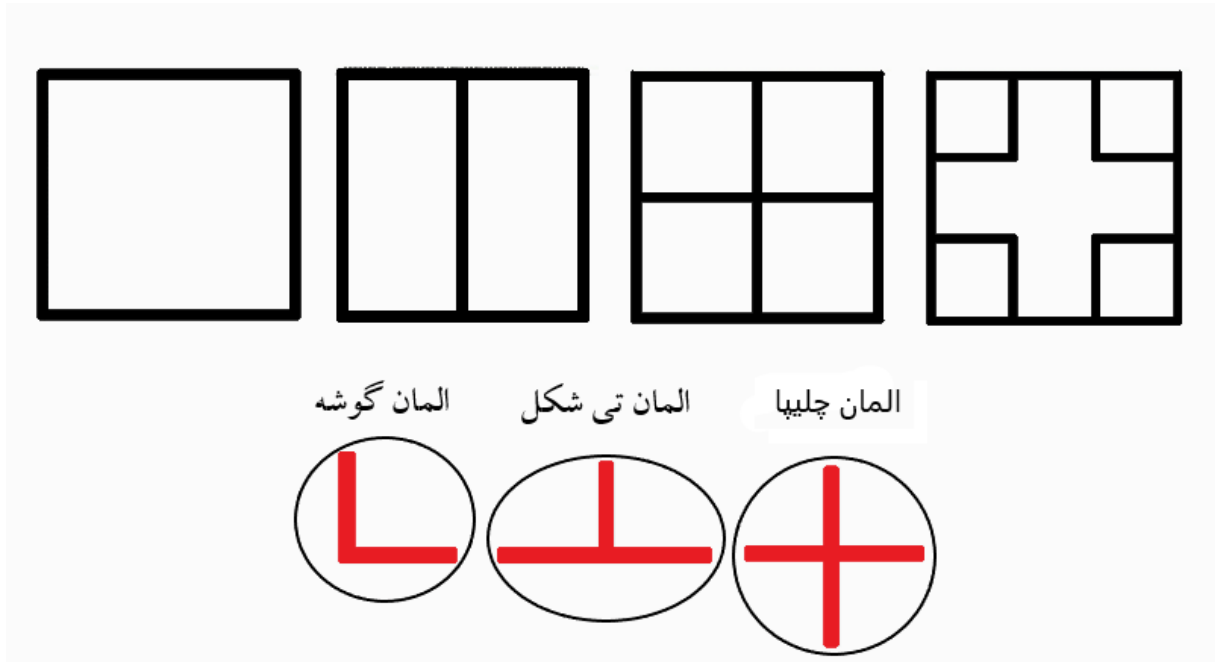 المان گوشه
المان تی شکل
المان چلیپا